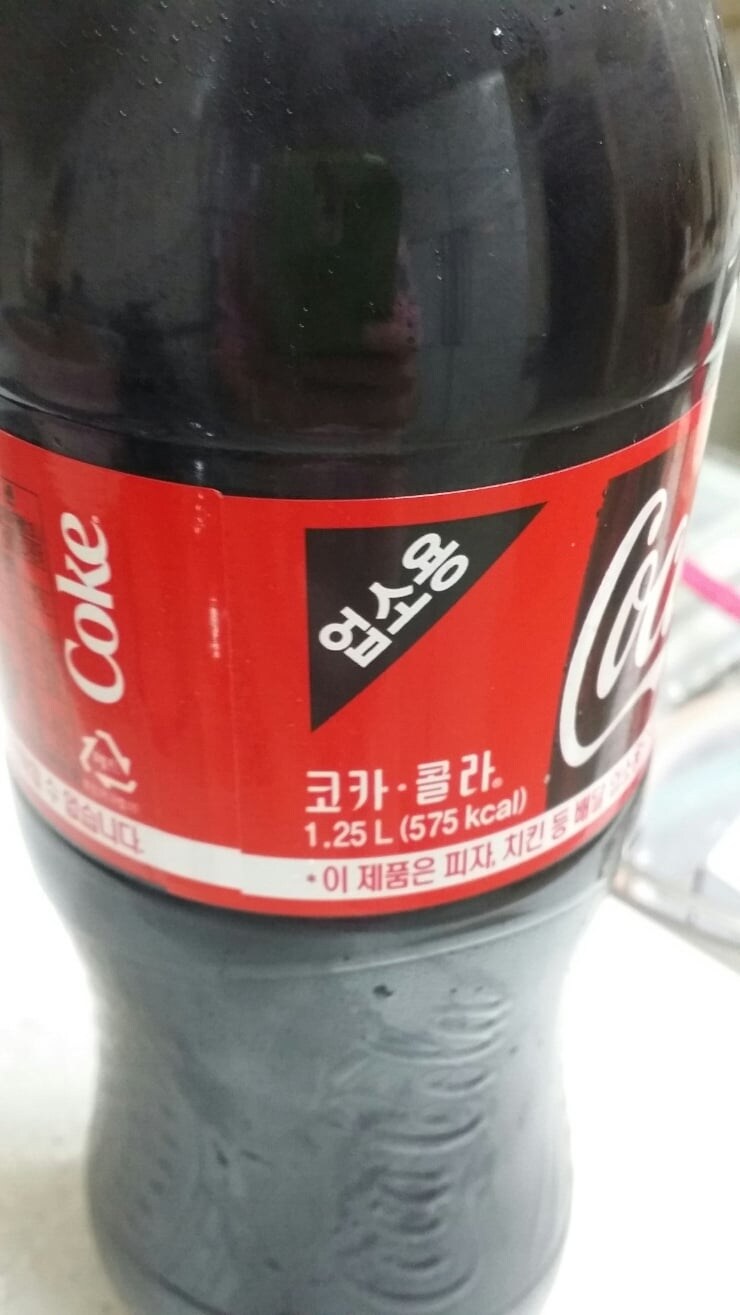 Coke
업소용
Coc
코카·콜라
1.25 L (575 kcal)
*이 제품은 피자, 치킨 등 배달
수 없습니다.